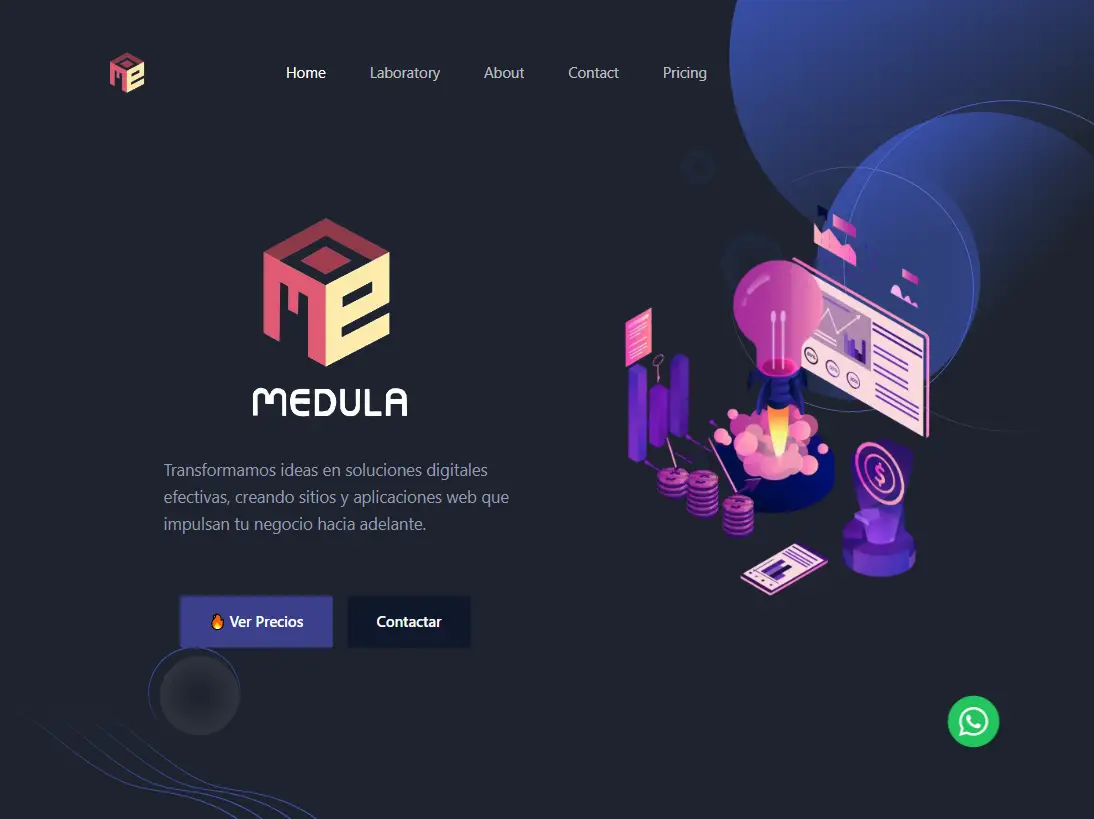 Home Laboratory About Contact Pricing
ME
MEDULA
Transformamos ideas en soluciones digitales
efectivas, creando sitios y aplicaciones web que
impulsan tu negocio hacia adelante.
🔥 Ver Precios
Contactar